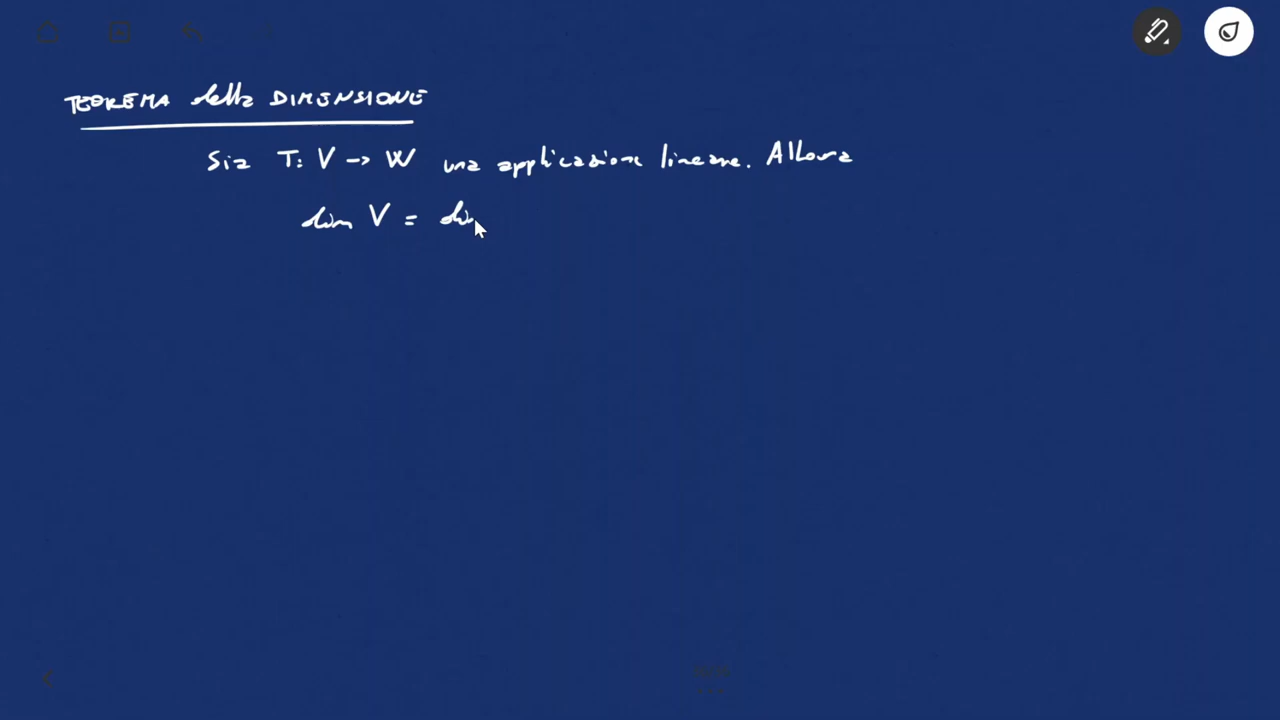 TEOREMA della DIMENSIONE
Sia T: V -> W una applicazione lineare. Allora
dim V = di